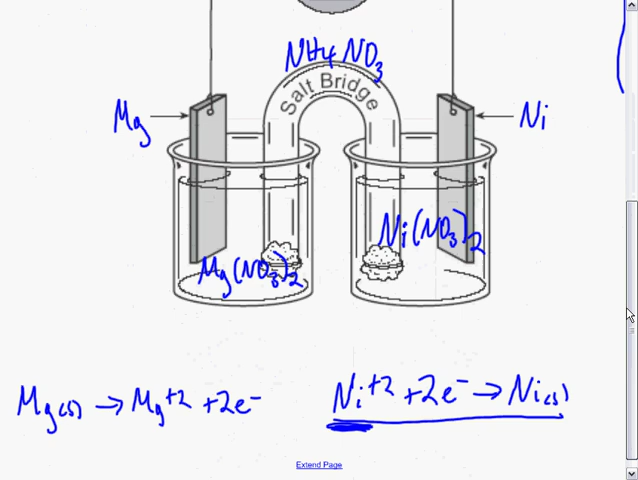 NH4NO3
Salt Bridge
Mg
Ni
Ni(NO3)2
Mg(NO3)2
Mg(s) → Mg+2 + 2e-
Ni+2 + 2e- → Ni(s)
Extend Page